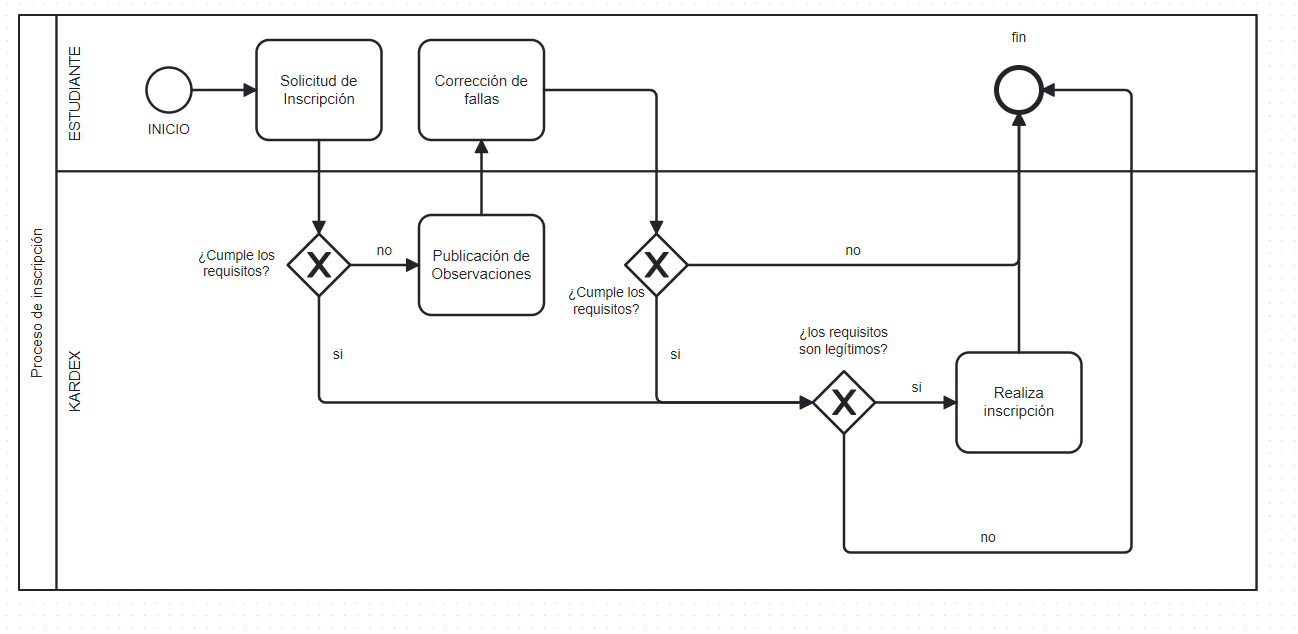 Proceso de inscripción
ESTUDIANTE
INICIO
Solicitud de
Inscripción
Corrección de
fallas
fin
KARDEX
¿Cumple los
requisitos?
no
si
Publicación de
Observaciones
¿Cumple los
requisitos?
no
si
¿los requisitos
son legítimos?
si
no
Realiza
inscripción